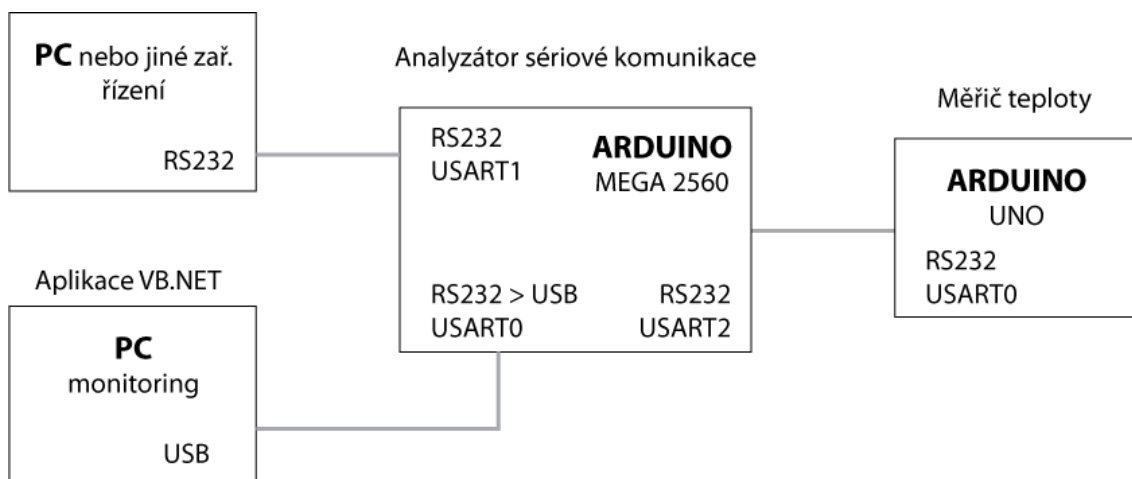 PC nebo jiné zař.
řízení
RS232
Analyzátor sériové komunikace
RS232
USART1
ARDUINO
MEGA 2560
RS232 > USB
USART0
RS232
USART2
Měřič teploty
ARDUINO
UNO
RS232
USART0
Aplikace VB.NET
PC
monitoring
USB